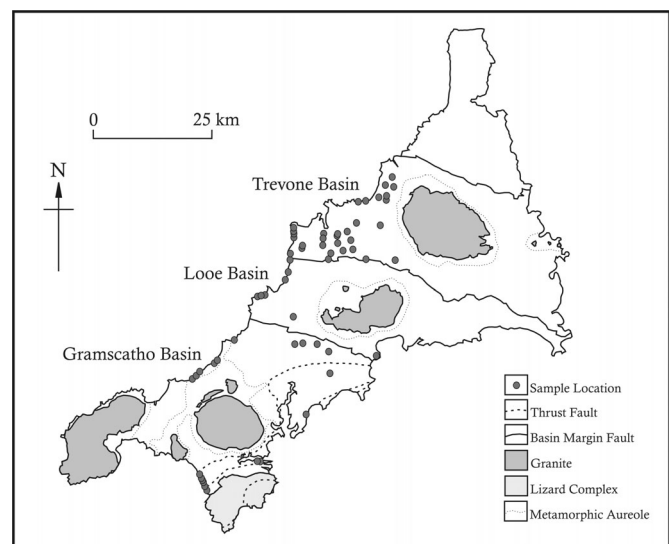 0
25 km
N
Trevone Basin
Looe Basin
Gramscatho Basin
Sample Location
Thrust Fault
Basin Margin Fault
Granite
Lizard Complex
Metamorphic Aureole